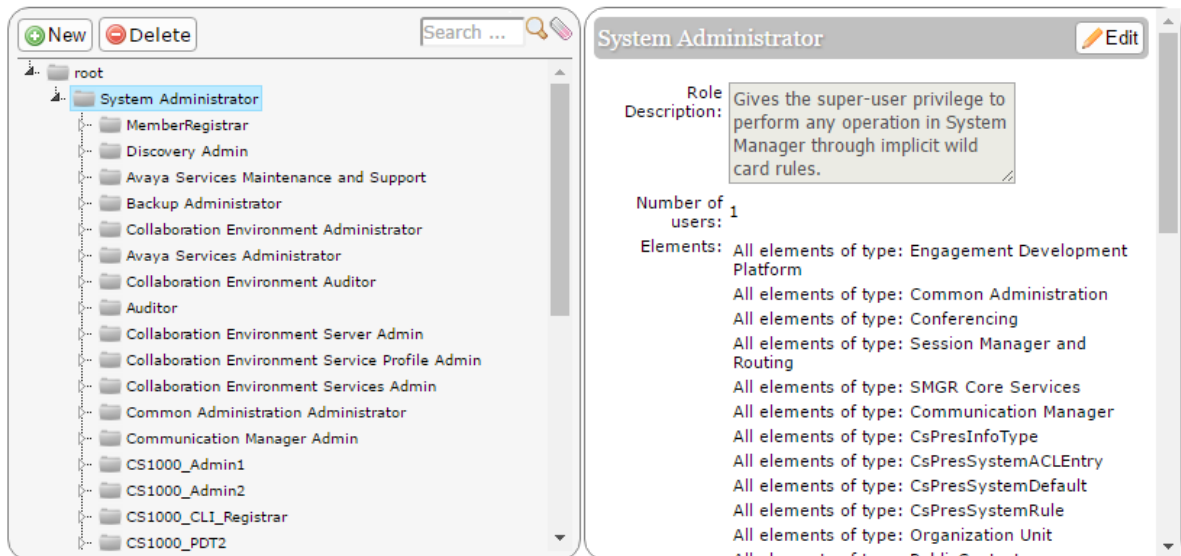 New
Delete
Search ...
root
System Administrator
MemberRegistrar
Discovery Admin
Avaya Services Maintenance and Support
Backup Administrator
Collaboration Environment Administrator
Avaya Services Administrator
Collaboration Environment Auditor
Auditor
Collaboration Environment Server Admin
Collaboration Environment Service Profile Admin
Collaboration Environment Services Admin
Common Administration Administrator
Communication Manager Admin
CS1000_Admin1
CS1000_Admin2
CS1000_CLI_Registrar
CS1000_PDT2
System Administrator
Edit
Role
Description:
Gives the super-user privilege to
perform any operation in System
Manager through implicit wild
card rules.
Number of
users:
1
Elements:
All elements of type: Engagement Development
Platform
All elements of type: Common Administration
All elements of type: Conferencing
All elements of type: Session Manager and
Routing
All elements of type: SMGR Core Services
All elements of type: Communication Manager
All elements of type: CsPresInfoType
All elements of type: CsPresSystemACLEntry
All elements of type: CsPresSystemDefault
All elements of type: CsPresSystemRule
All elements of type: Organization Unit